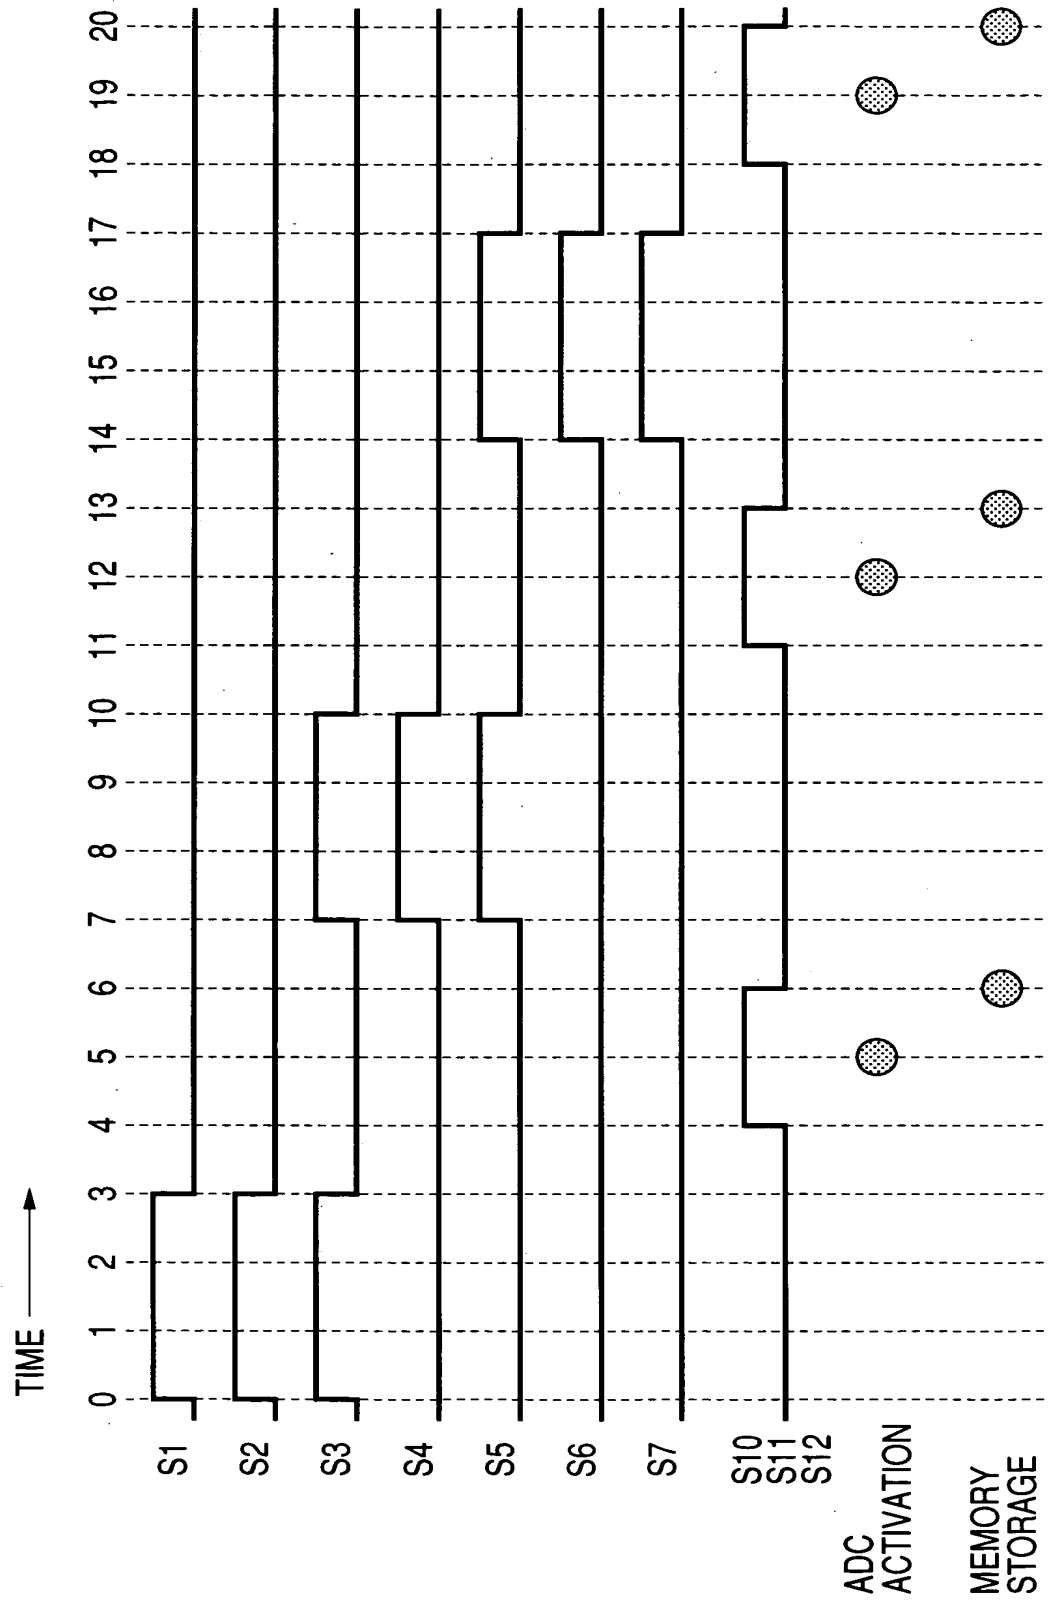 TIME
0 1 2 3 4 5 6 7 8 9 10 11 12 13 14 15 16 17 18 19 20
S1
S2
S3
S4
S5
S6
S7
S10
S11
S12
ADC
ACTIVATION
MEMORY
STORAGE